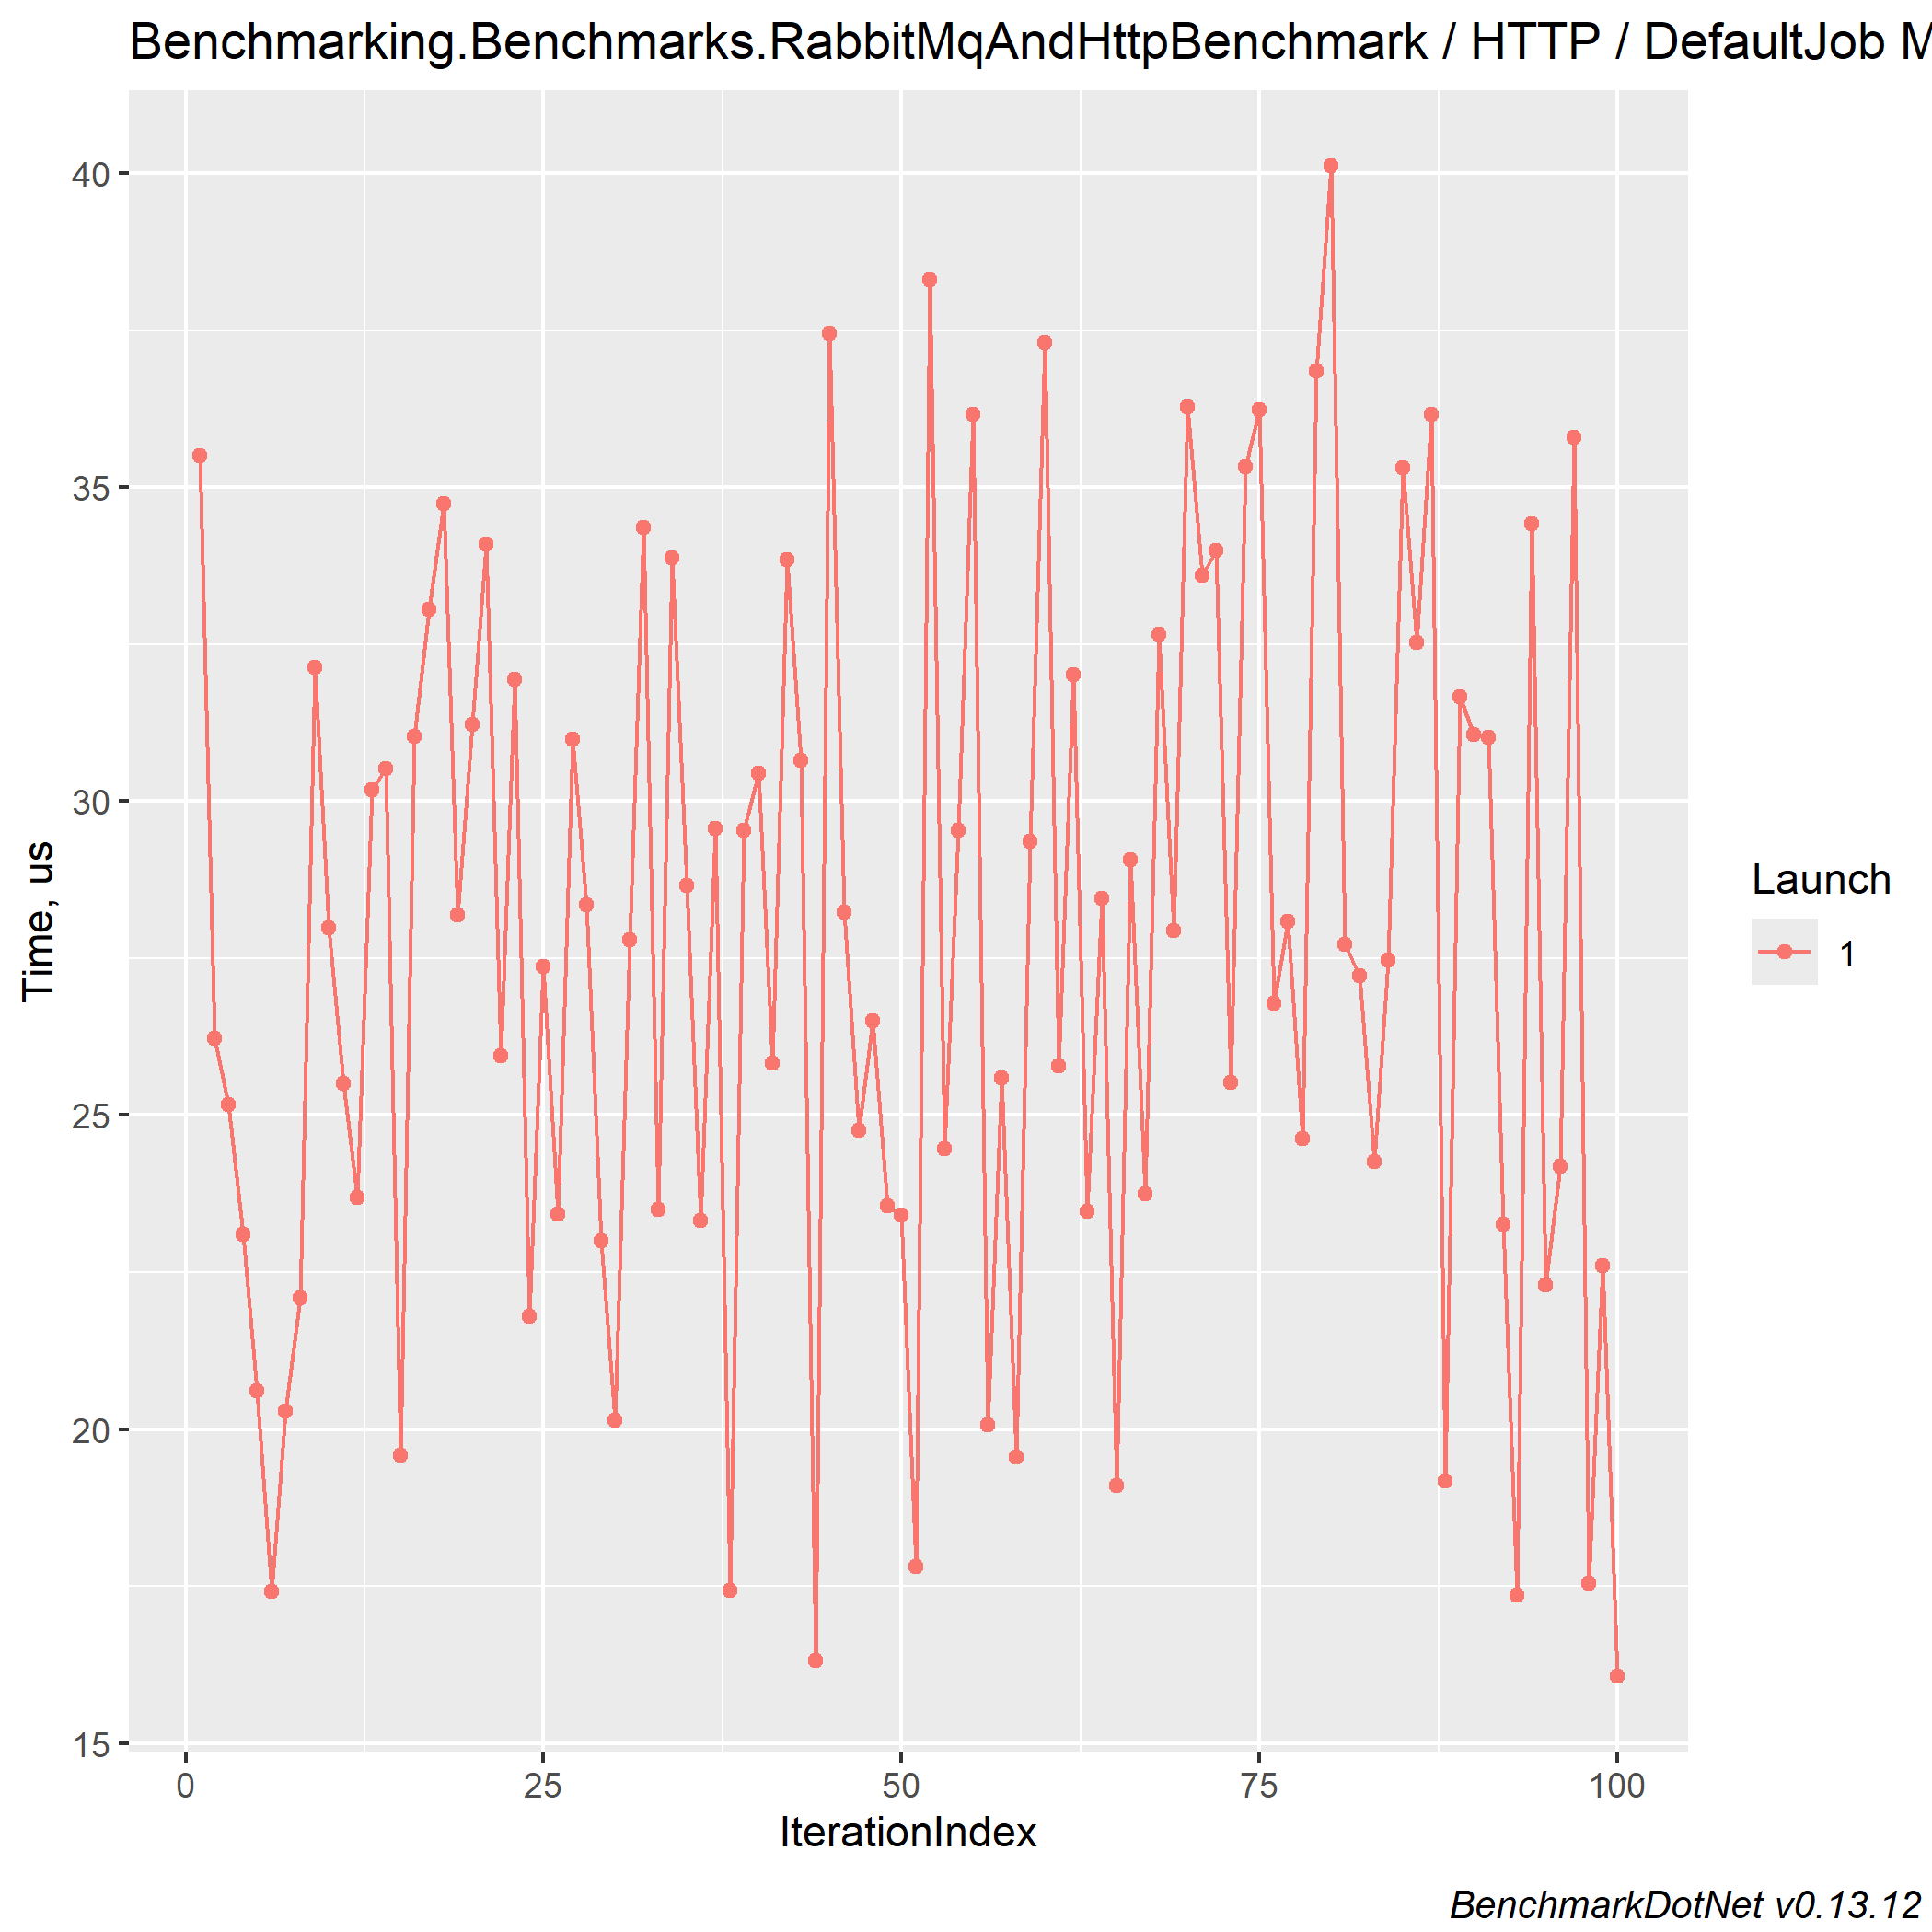 Benchmarking.Benchmarks.RabbitMqAndHttpBenchmark / HTTP / DefaultJob
40
35
30
25
20
15
Time, us
0 25 50 75 100
IterationIndex
Launch
1
BenchmarkDotNet v0.13.12